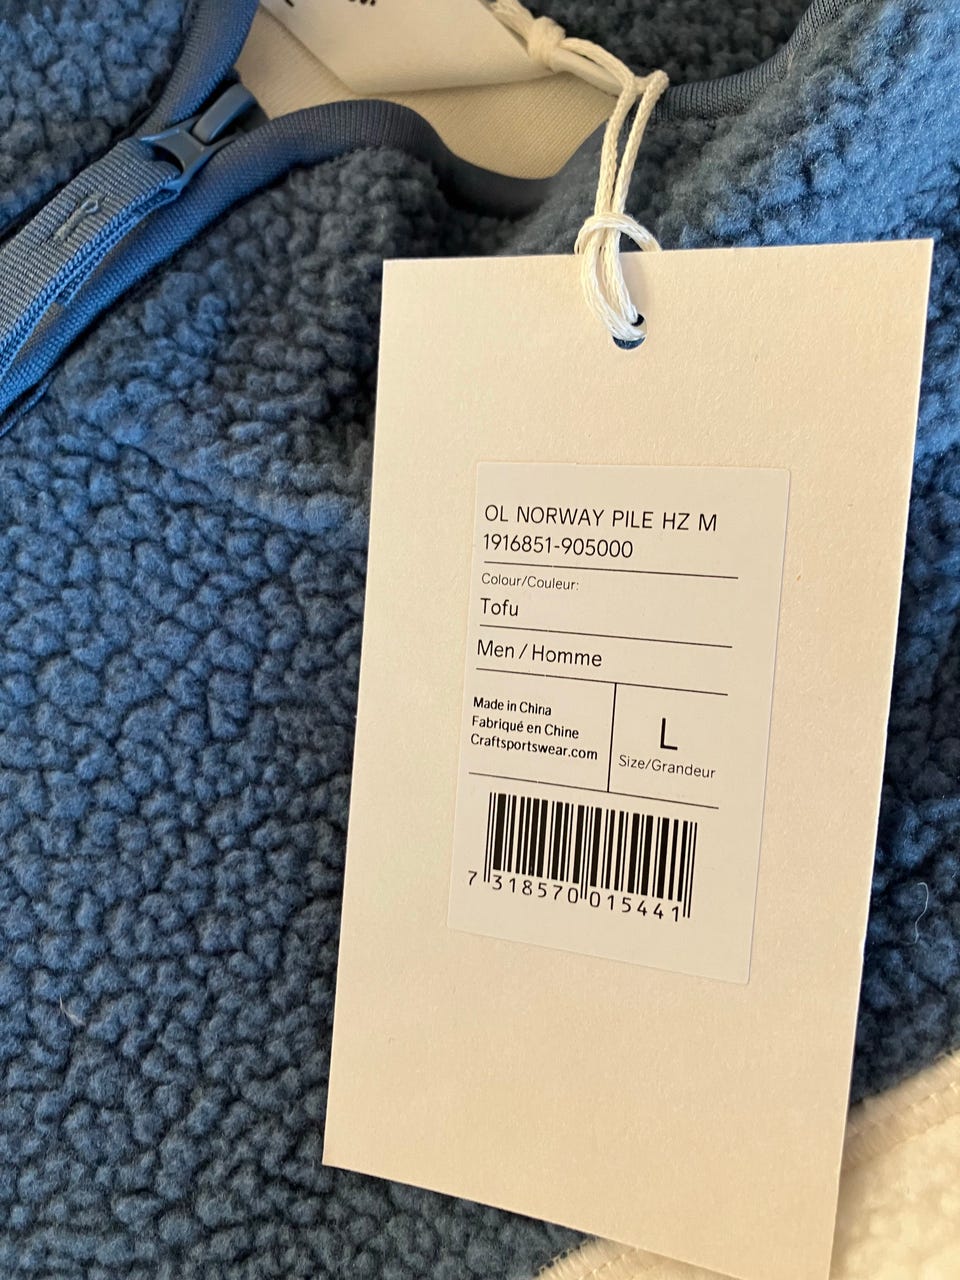 OL NORWAY PILE HZ M
1916851-905000
Colour/Couleur:
Tofu
Men / Homme
Made in China
Fabriqué en Chine
Craftsportswear.com
L
Size/Grandeur
7 318570 015441